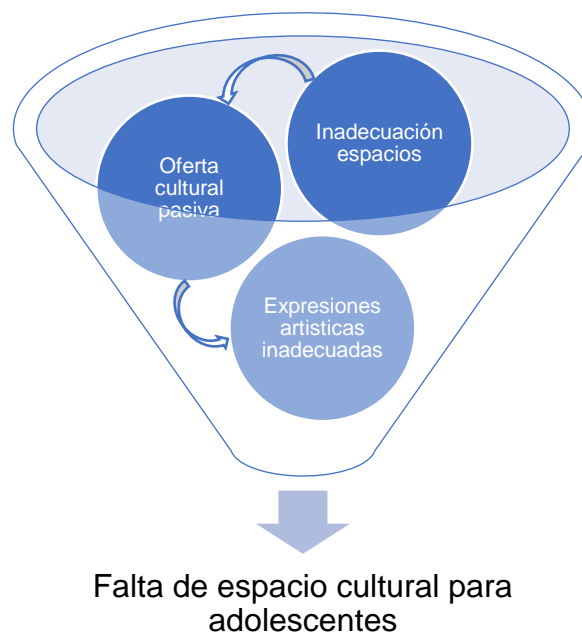 Inadecuación
espacios
Oferta
cultural
pasiva
Expresiones
artisticas
inadecuadas
Falta de espacio cultural para
adolescentes